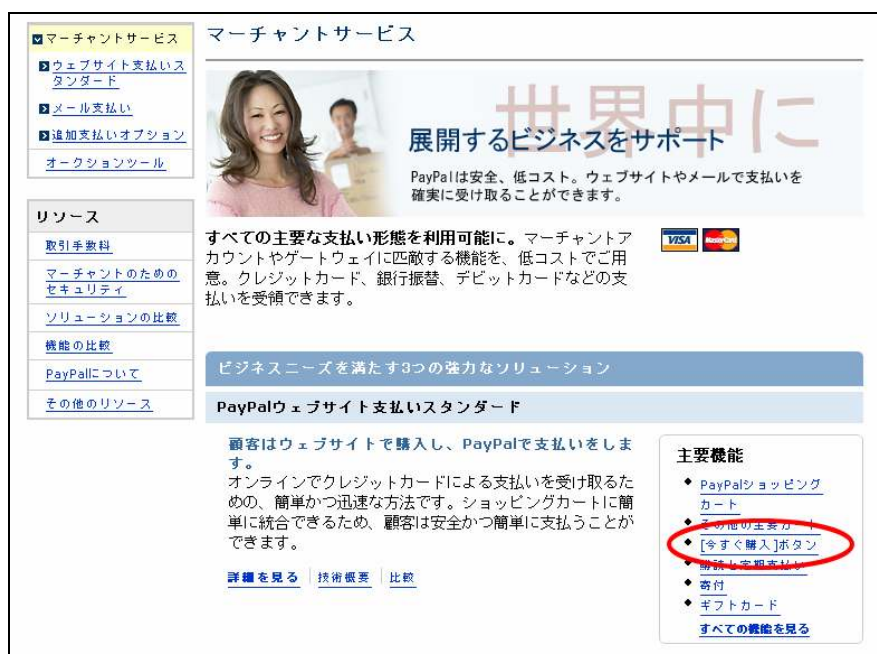 マーチャントサービス
ウェブサイト支払いス
タンダード
メール支払い
追加支払いオプション
オークションツール
リソース
取引手数料
マーチャントのための
セキュリティ
ソリューションの比較
機能の比較
PayPalについて
その他のリソース
マーチャントサービス
世界中に
展開するビジネスをサポート
PayPalは安全、低コスト。ウェブサイトやメールで支払いを
確実に受け取ることができます。
すべての主要な支払い形態を利用可能に。マーチャントア
カウントやゲートウェイに匹敵する機能を、低コストでご用
意。クレジットカード、銀行振替、デビットカードなどの支
払いを受領できます。
VISA MasterCard
ビジネスニーズを満たす3つの強力なソリューション
PayPalウェブサイト支払いスタンダード
顧客はウェブサイトで購入し、PayPalで支払いをしま
す。
オンラインでクレジットカードによる支払いを受け取るた
めの、簡単かつ迅速な方法です。ショッピングカートに簡
単に統合できるため、顧客は安全かつ簡単に支払うことが
できます。
詳細を見る 技術概要 比較
主要機能
PayPalショッピング
カート
その他の主要カート
[今すぐ購入]ボタン
購読と定期支払い
寄付
ギフトカード
すべての機能を見る